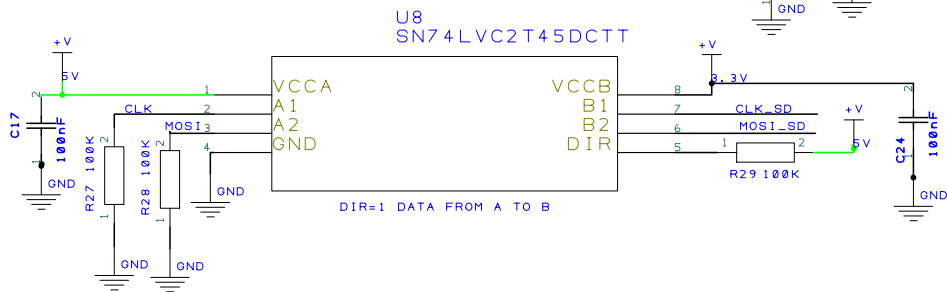 GND
U8
SN74LVC2T45DCTT
+V
5V
+V
3.3V
2
1
VCCA
VCCB
8
2
CLK
2
A1
B1
7
CLK_SD
+V
C17
100nF
MOSI
3
A2
B2
6
MOSI_SD
C24
100nF
4
GND
DIR
5
1
2
5V
1
R27 100K
2
R28 100K
2
R29 100K
1
GND
GND
GND
1
1
DIR=1 DATA FROM A TO B
GND
GND